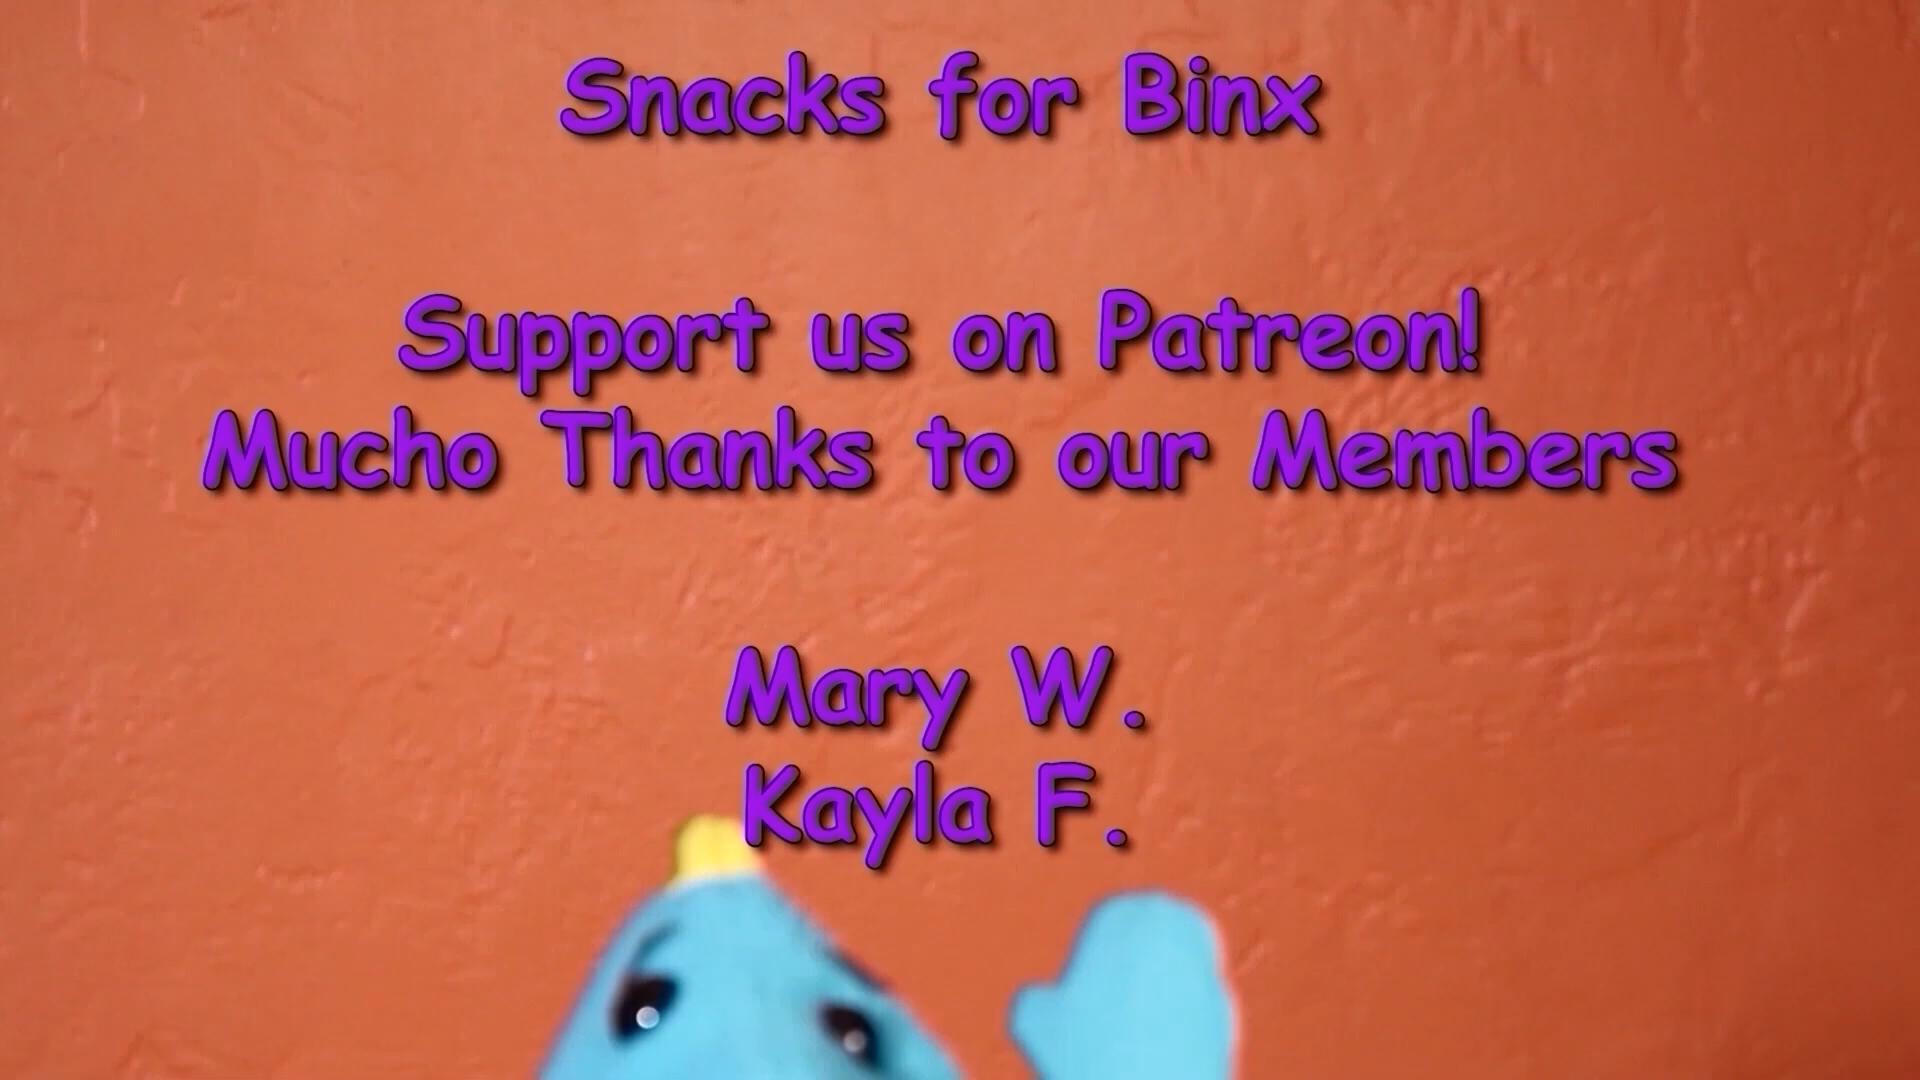 Snacks for Binx
Support us on Patreon!
Mucho Thanks to our Members
Mary W.
Kayla F.